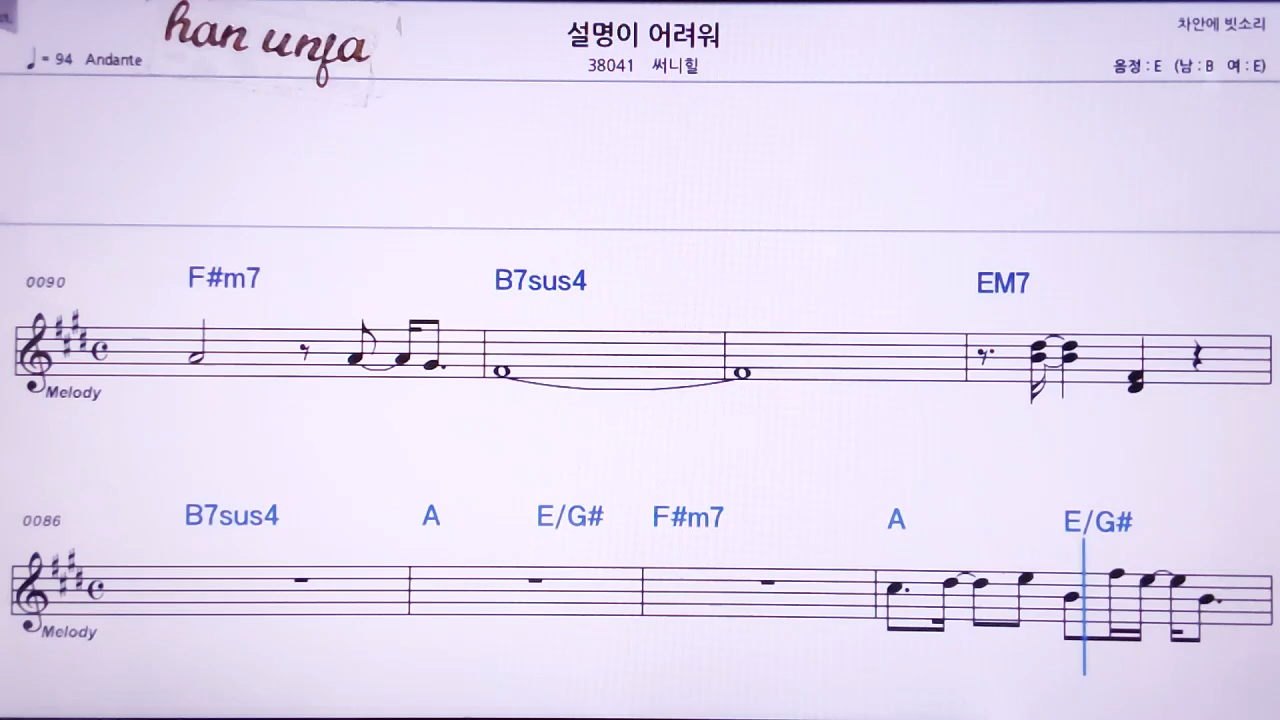 han unja
설명이 어려워
차안에 빗소리
♩= 94 Andante
38041 써니힐
음정 : E (남 : B 여 : E)
0090
F#m7 B7sus4 EM7
Melody
0086
B7sus4 A E/G# F#m7 A E/G#
Melody